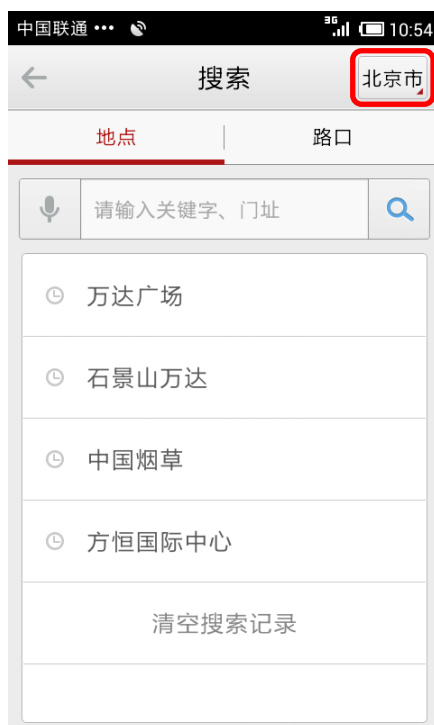 中国联通 ••• 3G 10:54
搜索 北京市
地点 路口
请输入关键字、门址
万达广场
石景山万达
中国烟草
方恒国际中心
清空搜索记录